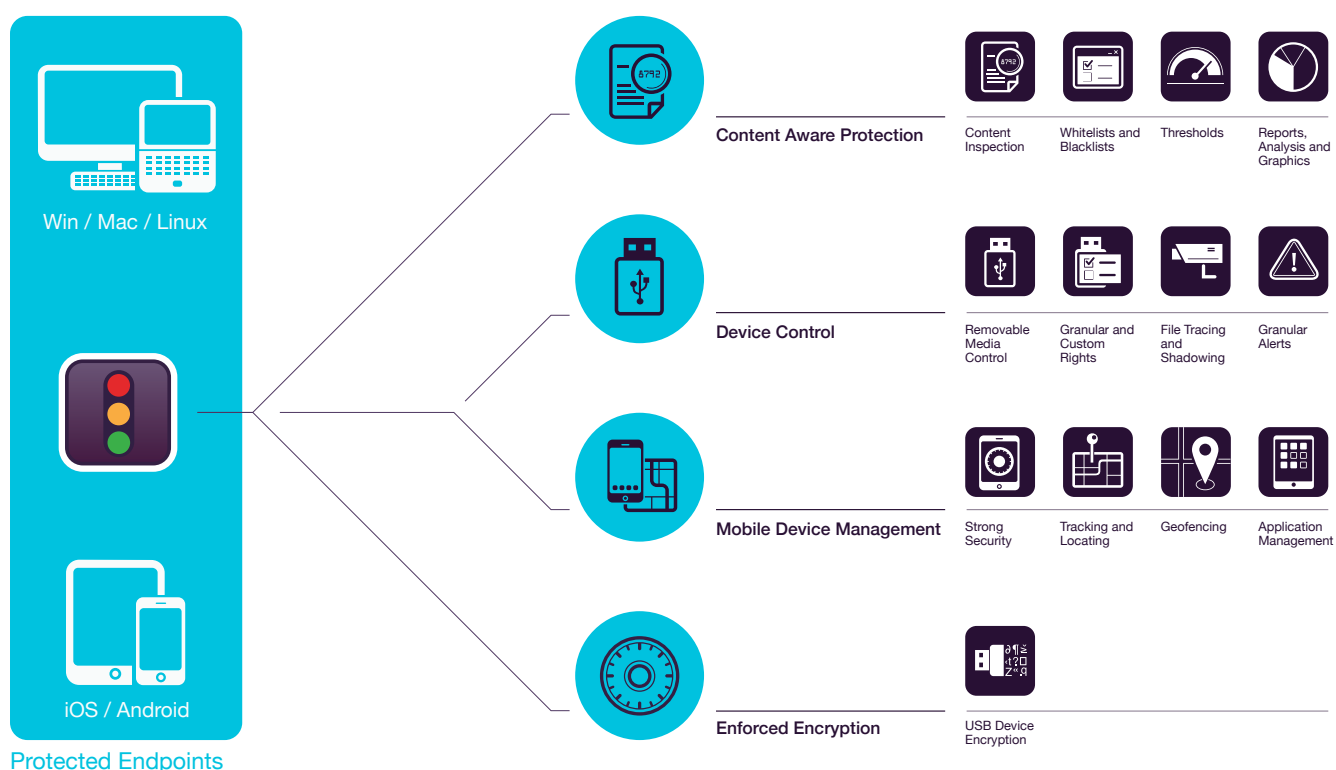 8792
Content Aware Protection
8792
Content
Inspection
Whitelists and
Blacklists
Thresholds
Reports,
Analysis and
Graphics
Win / Mac / Linux
Device Control
Removable
Media
Control
Granular and
Custom
Rights
File Tracing
and
Shadowing
Granular
Alerts
Mobile Device Management
Strong
Security
Tracking and
Locating
Geofencing
Application
Management
iOS / Android
Enforced Encryption
USB Device
Encryption
Protected Endpoints